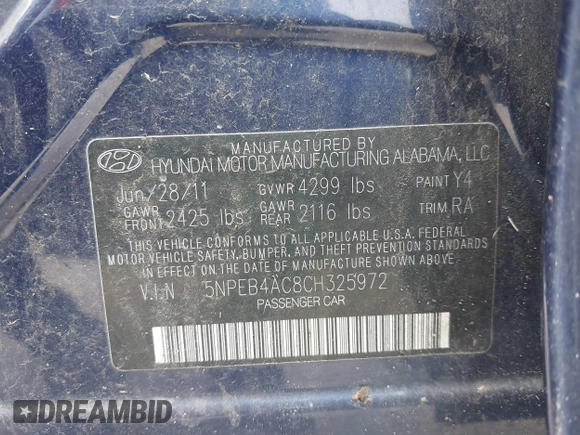 MANUFACTURED BY
HYUNDAI MOTOR MANUFACTURING ALABAMA, LLC
Jun/28/11 GVWR 4299 lbs PAINT Y4
GAWR FRONT 2425 lbs GAWR REAR 2116 lbs TRIM RA
THIS VEHICLE CONFORMS TO ALL APPLICABLE U.S.A. FEDERAL
MOTOR VEHICLE SAFETY, BUMPER, AND THEFT PREVENTION STANDARDS
IN EFFECT ON THE DATE OF MANUFACTURE SHOWN ABOVE.
V.I.N 5NPEB4AC8CH325972
PASSENGER CAR
DREAMBID